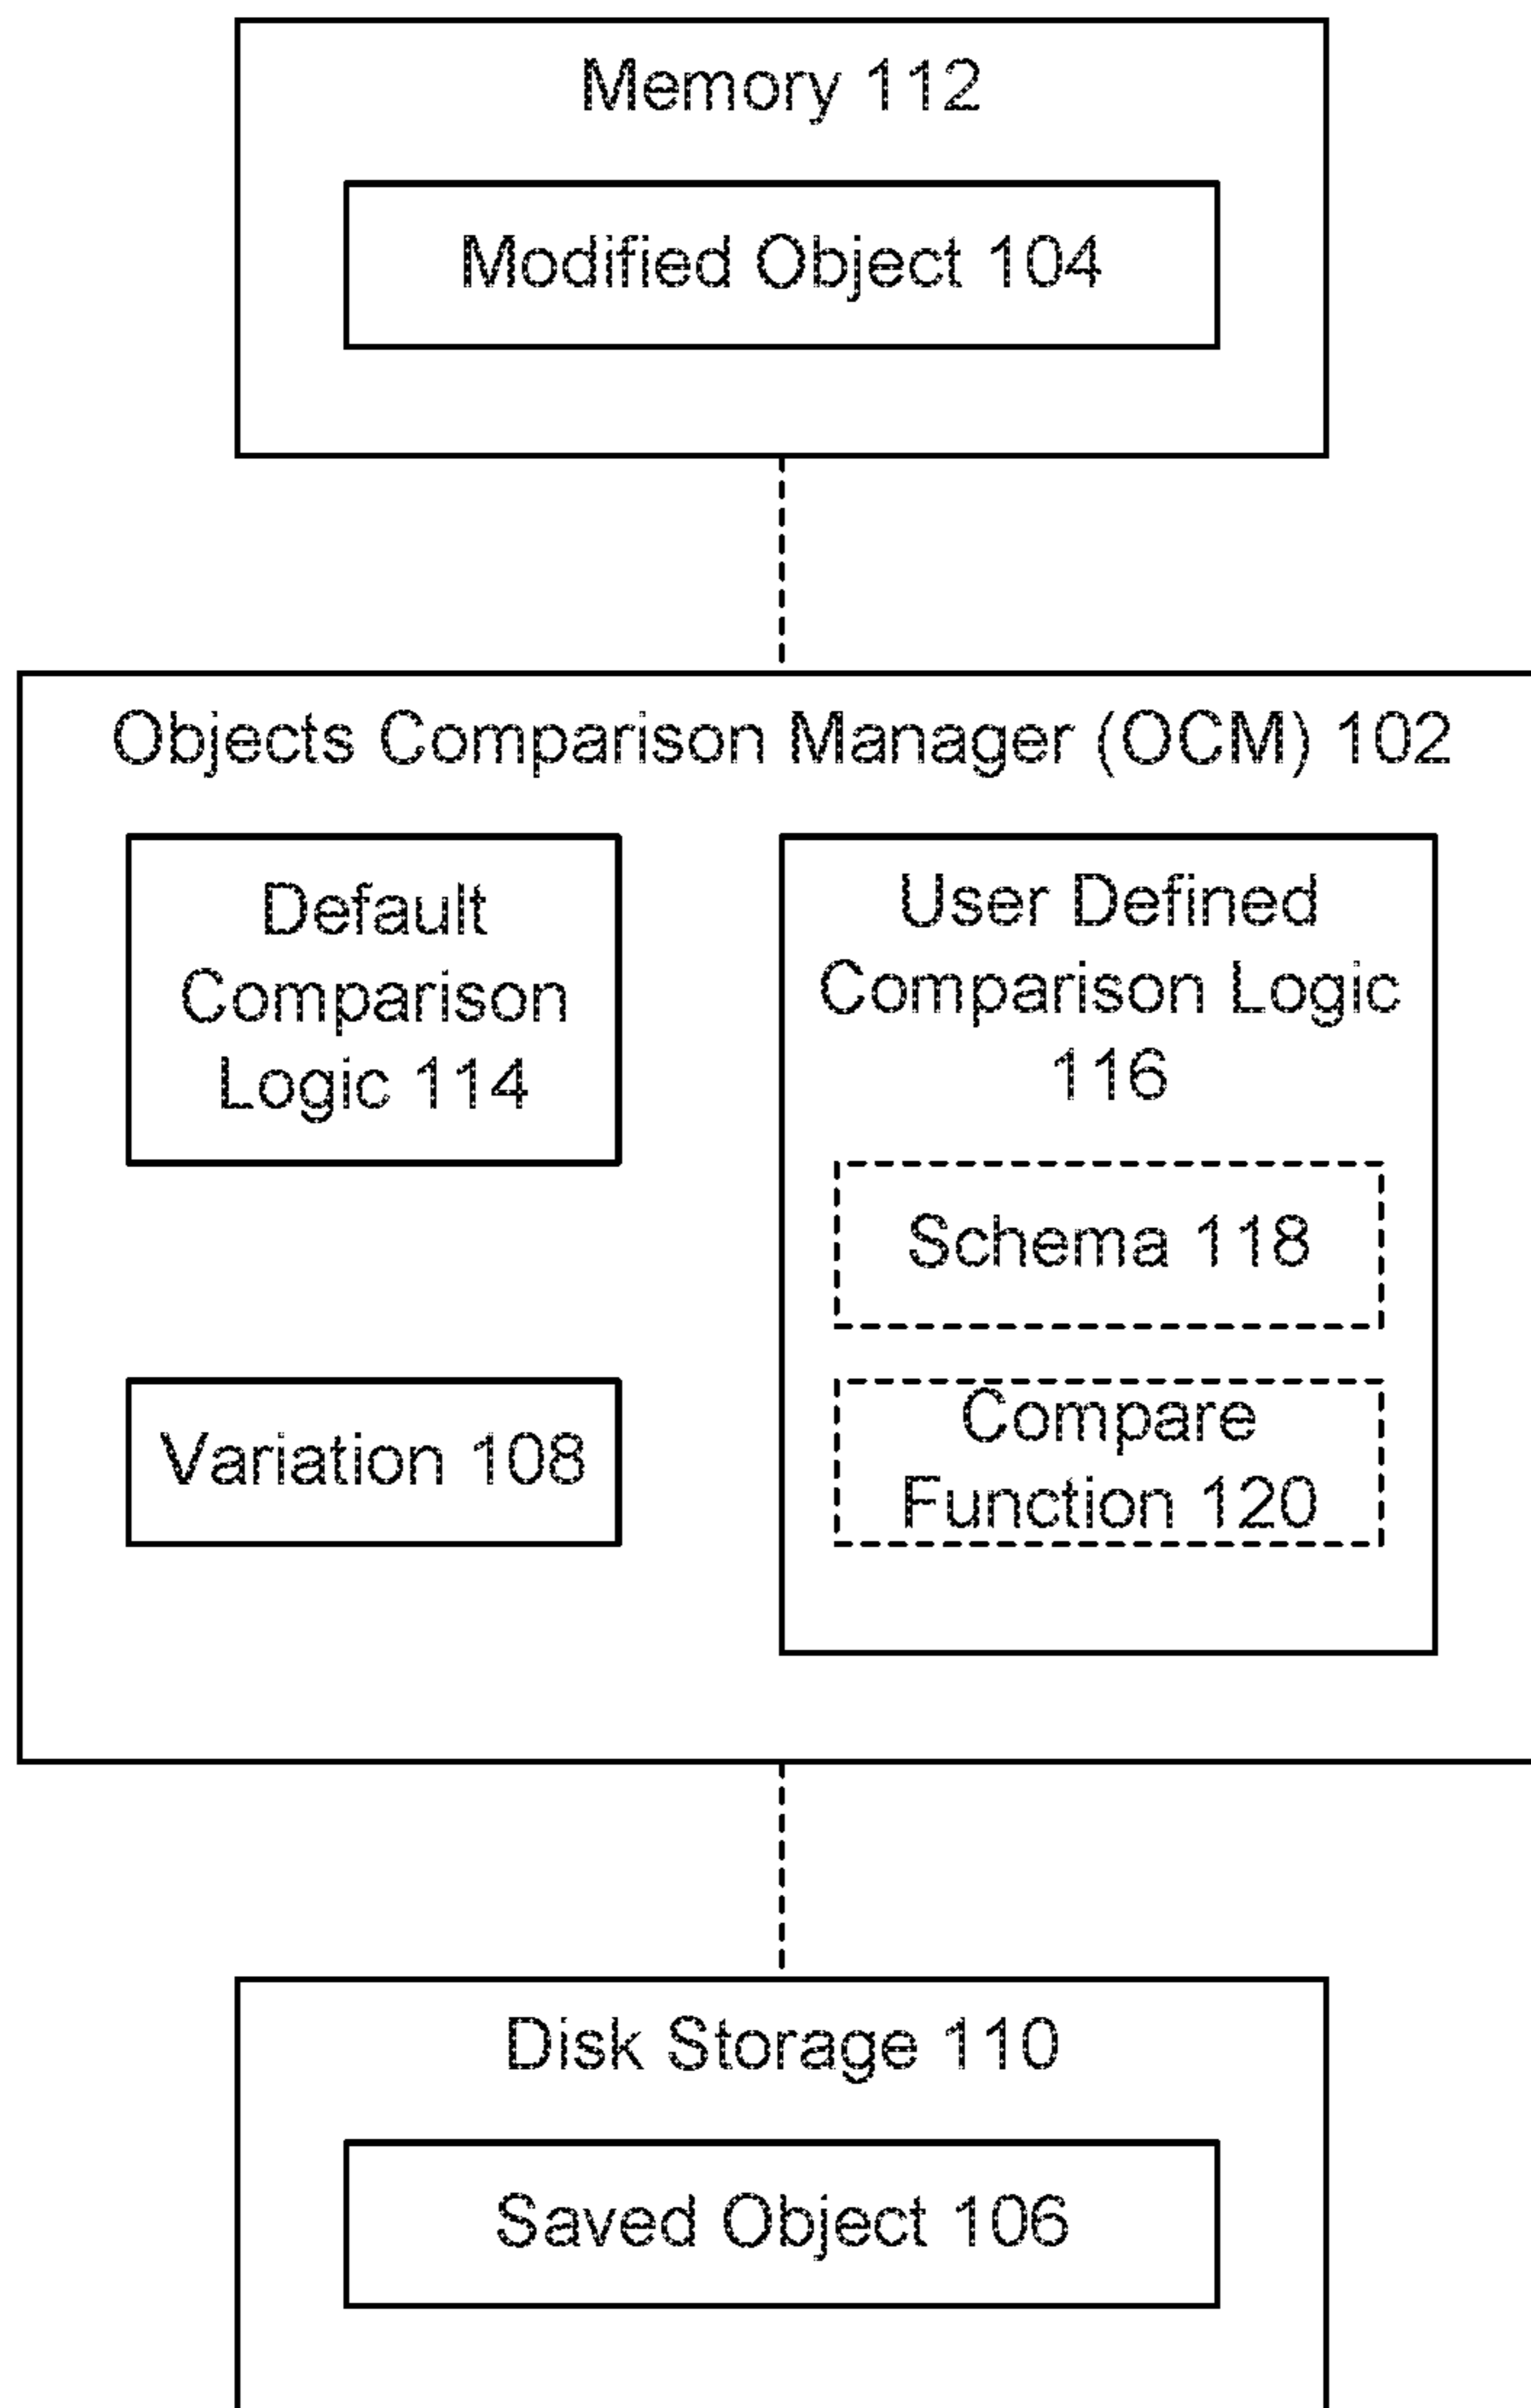 Memory 112
Modified Object 104
Objects Comparison Manager (OCM) 102
Default
Comparison
Logic 114
User Defined
Comparison Logic
116
Schema 118
Variation 108
Compare
Function 120
Disk Storage 110
Saved Object 106